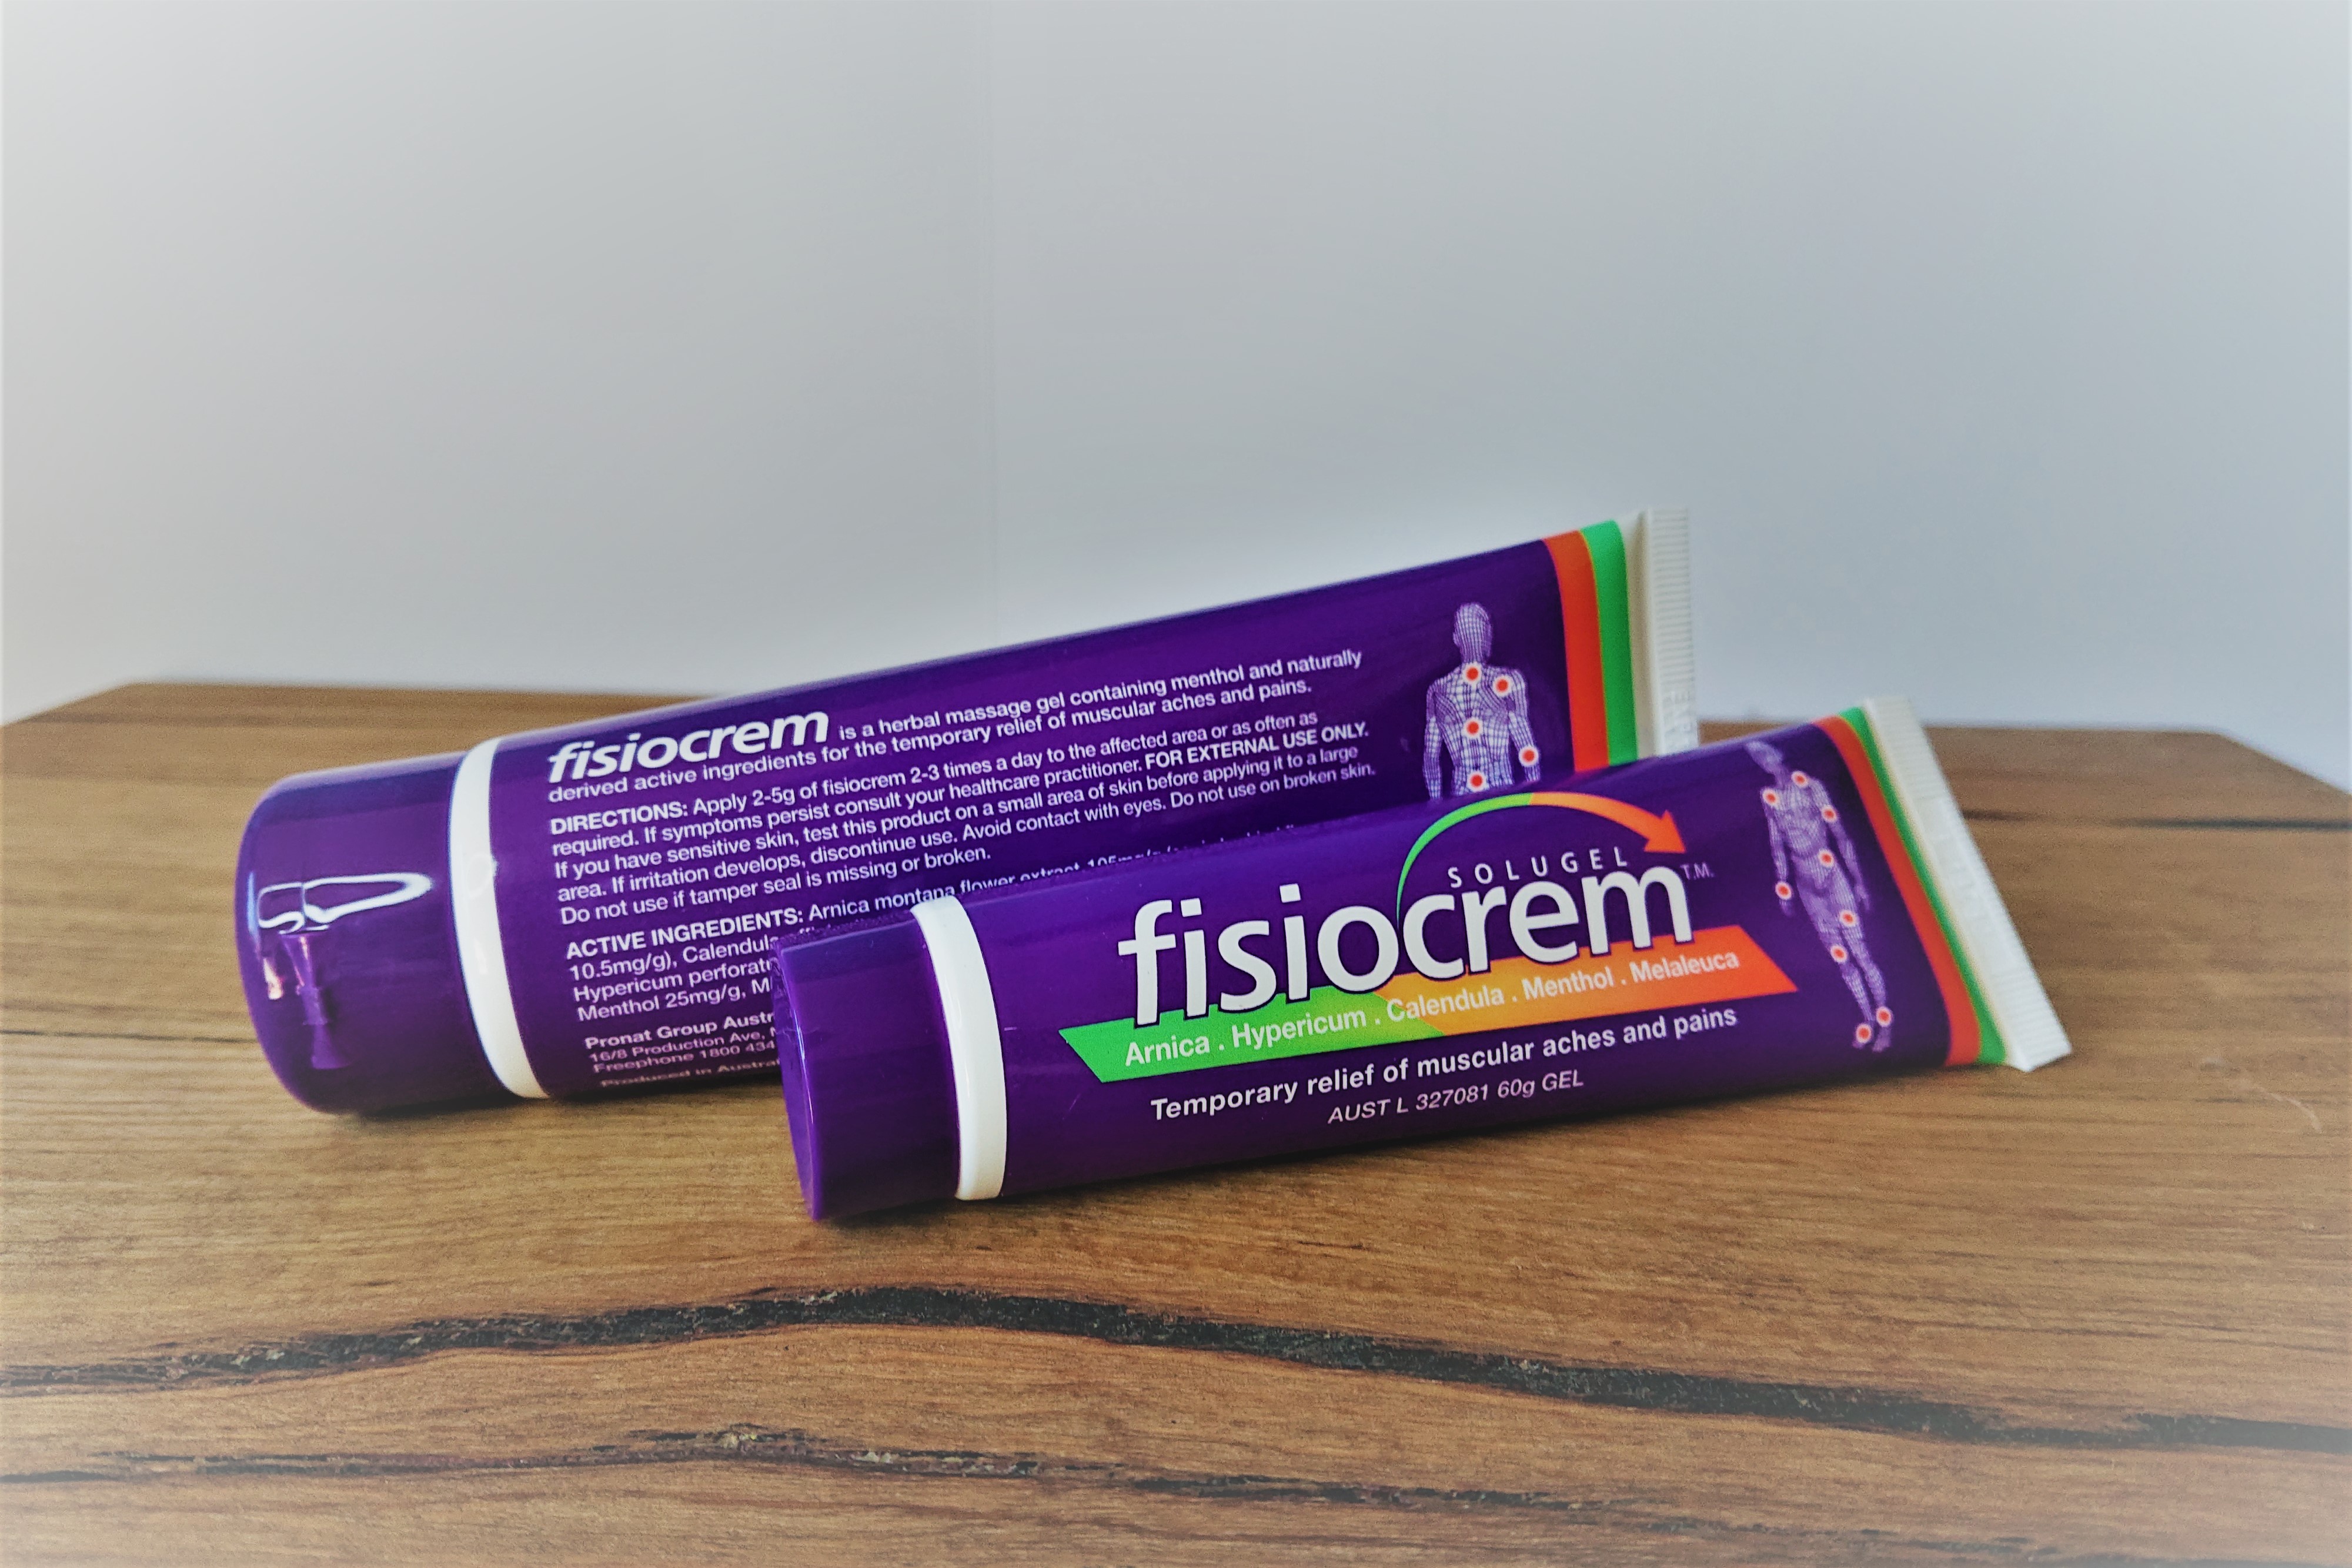 fisiocrem is a herbal massage gel containing menthol and naturally
derived active ingredients for the temporary relief of muscular aches and pains.
DIRECTIONS: Apply 2-5g of fisiocrem 2-3 times a day to the affected area or as often as
required. If symptoms persist consult your healthcare practitioner. FOR EXTERNAL USE ONLY.
If you have sensitive skin, test this product on a small area of skin before applying it to a large
area. If irritation develops, discontinue use. Avoid contact with eyes. Do not use on broken skin.
Do not use if tamper seal is missing or broken.
ACTIVE INGREDIENTS: Arnica montana flower extract 105mg/g
10.5mg/g), Calendula
Hypericum
Menthol 25mg/g,
Pronat Group
16/8 Production Ave,
Freephone 1800 434
Produced in
SOLUGEL
fisiocrem T.M.
Arnica . Hypericum . Calendula . Menthol . Melaleuca
Temporary relief of muscular aches and pains
AUST L 327081 60g GEL